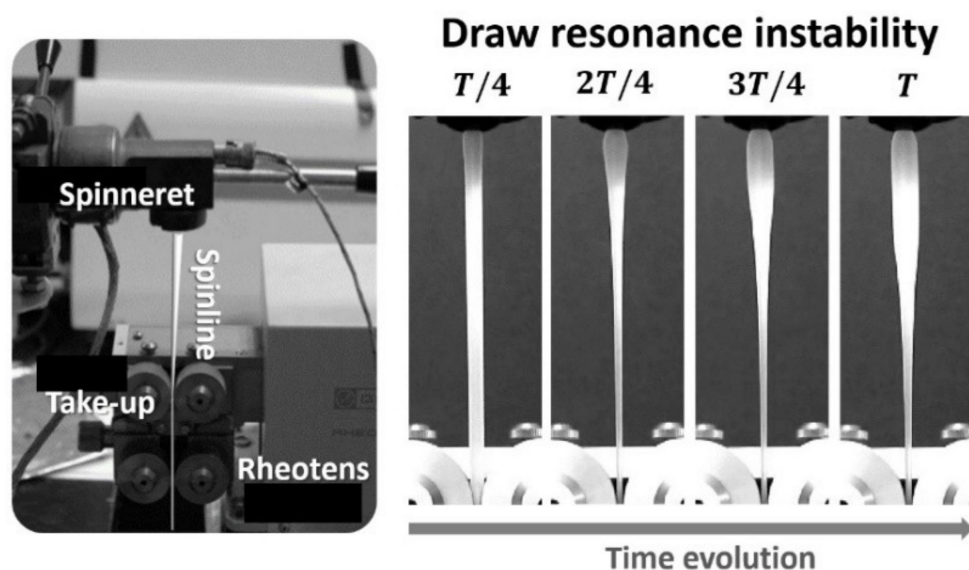 Draw resonance instability
T/4 2T/4 3T/4 T
Spinneret
Spinline
Take-up
Rheotens
Time evolution